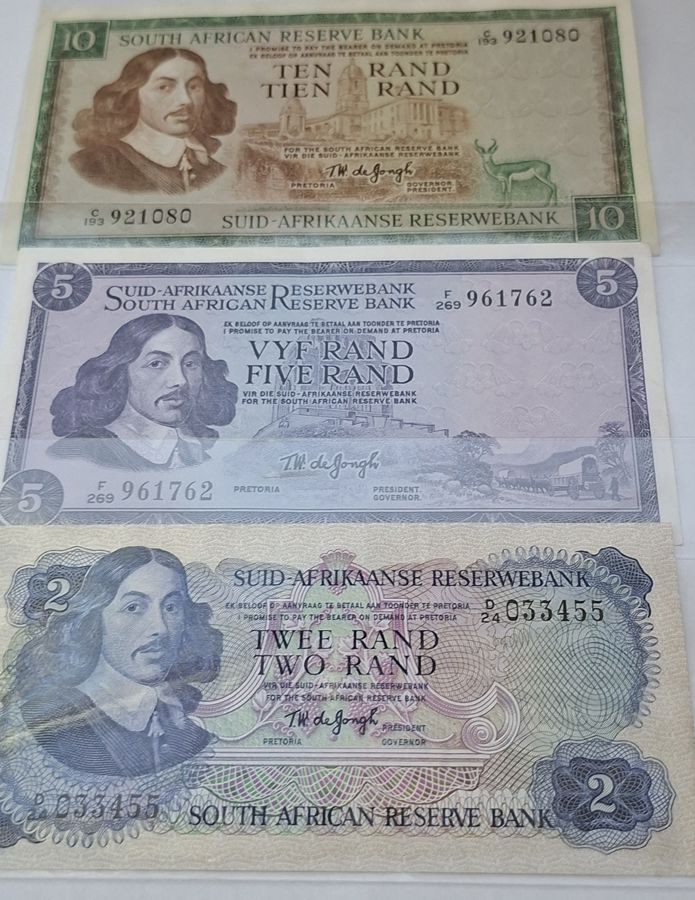 10 SOUTH AFRICAN RESERVE BANK C/193 921080
I PROMISE TO PAY THE BEARER ON DEMAND AT PRETORIA
EK BELOOF OP AANVRAAG TE BETAAL AAN TOONDER TE PRETORIA
TEN RAND
TIEN RAND
FOR THE SOUTH AFRICAN RESERVE BANK
VIR DIE SUID-AFRIKAANSE RESERWEBANK
T.W. de Jongh
PRETORIA GOVERNOR.
PRESIDENT.
C/193 921080 SUID-AFRIKAANSE RESERWEBANK 10
5 SUID-AFRIKAANSE RESERWEBANK 5
SOUTH AFRICAN RESERVE BANK F/269 961762
EK BELOOF OP AANVRAAG TE BETAAL AAN TOONDER TE PRETORIA
I PROMISE TO PAY THE BEARER ON DEMAND AT PRETORIA
VYF RAND
FIVE RAND
VIR DIE SUID-AFRIKAANSE RESERWEBANK
FOR THE SOUTH AFRICAN RESERVE BANK
T.W. de Jongh
5 F/269 961762 PRETORIA PRESIDENT.
GOVERNOR.
2 SUID-AFRIKAANSE RESERWEBANK
EK BELOOF OP AANVRAAG TE BETAAL AAN TOONDER TE PRETORIA D/24 033455
I PROMISE TO PAY THE BEARER ON DEMAND AT PRETORIA
TWEE RAND
TWO RAND
VIR DIE SUID-AFRIKAANSE RESERWEBANK
FOR THE SOUTH AFRICAN RESERVE BANK
T.W. de Jongh PRESIDENT
PRETORIA GOVERNOR
2
D/24 033455 SOUTH AFRICAN RESERVE BANK